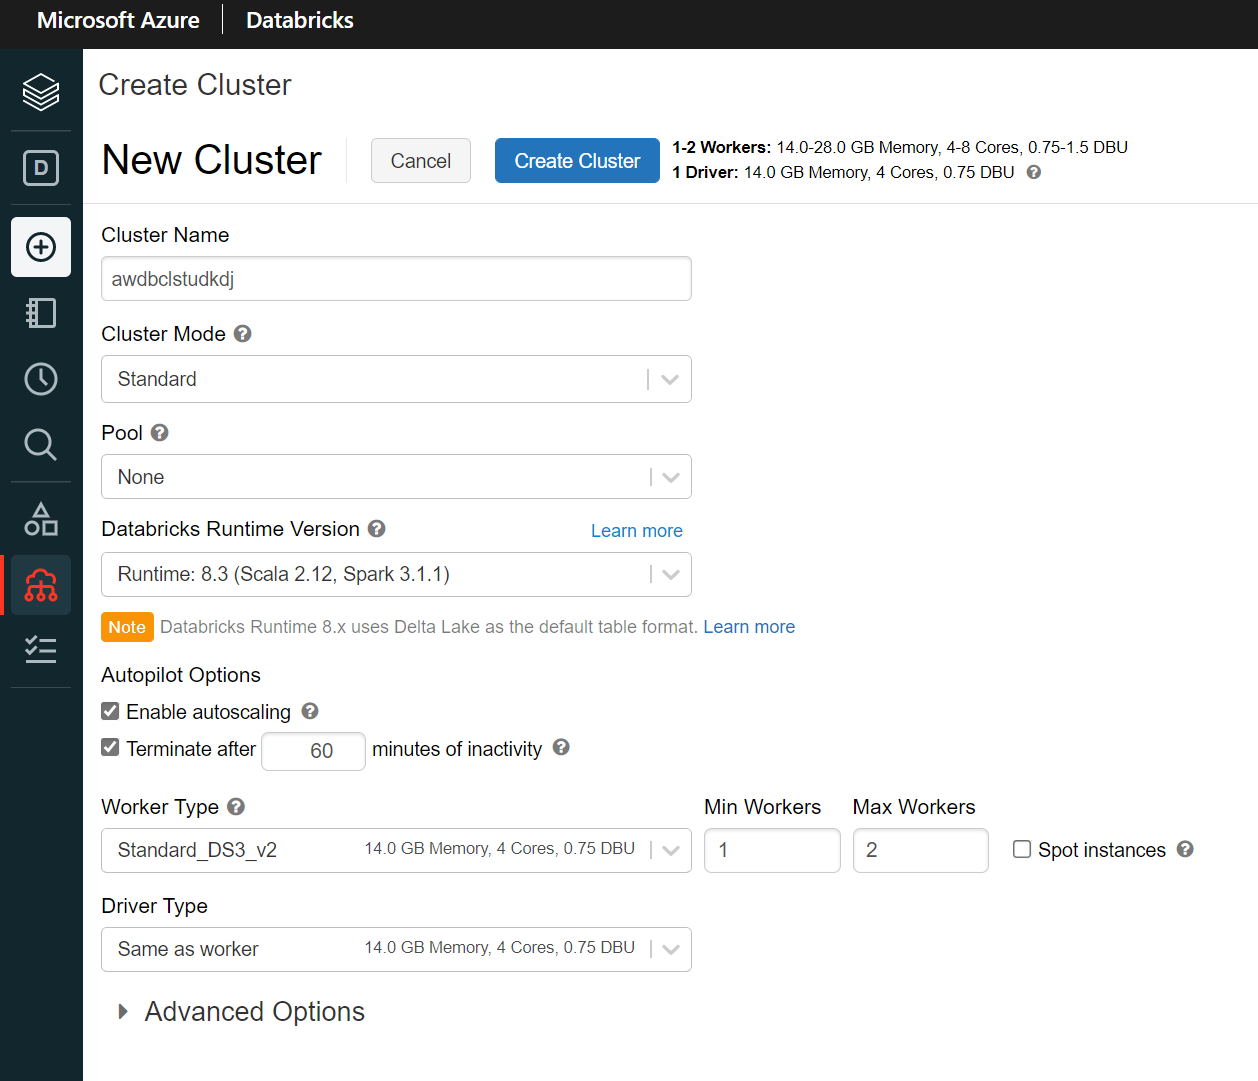 Microsoft Azure | Databricks
Create Cluster
New Cluster
Cancel
Create Cluster
1-2 Workers: 14.0-28.0 GB Memory, 4-8 Cores, 0.75-1.5 DBU
1 Driver: 14.0 GB Memory, 4 Cores, 0.75 DBU ?
D
Cluster Name
awdbclstudkdj
Cluster Mode ?
Standard
Pool ?
None
Databricks Runtime Version ? Learn more
Runtime: 8.3 (Scala 2.12, Spark 3.1.1)
Note Databricks Runtime 8.x uses Delta Lake as the default table format. Learn more
Autopilot Options
Enable autoscaling ?
Terminate after 60 minutes of inactivity ?
Worker Type ? Min Workers Max Workers
Standard_DS3_v2 14.0 GB Memory, 4 Cores, 0.75 DBU 1 2 Spot instances ?
Driver Type
Same as worker 14.0 GB Memory, 4 Cores, 0.75 DBU
Advanced Options